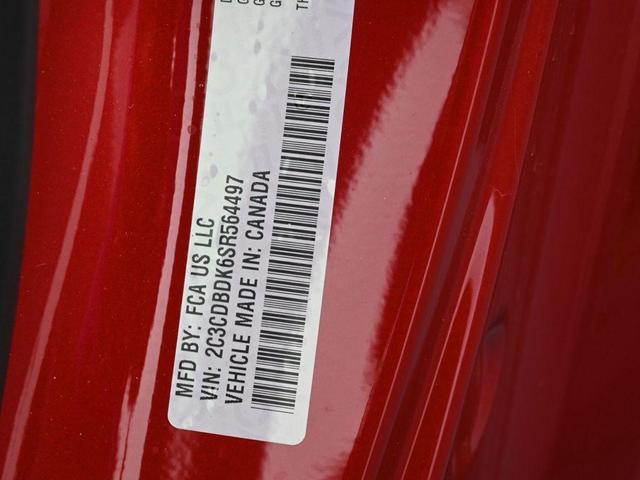 MFD BY: FCA US LLC
VIN: 2C3CDBDK6SR564497
VEHICLE MADE IN: CANADA